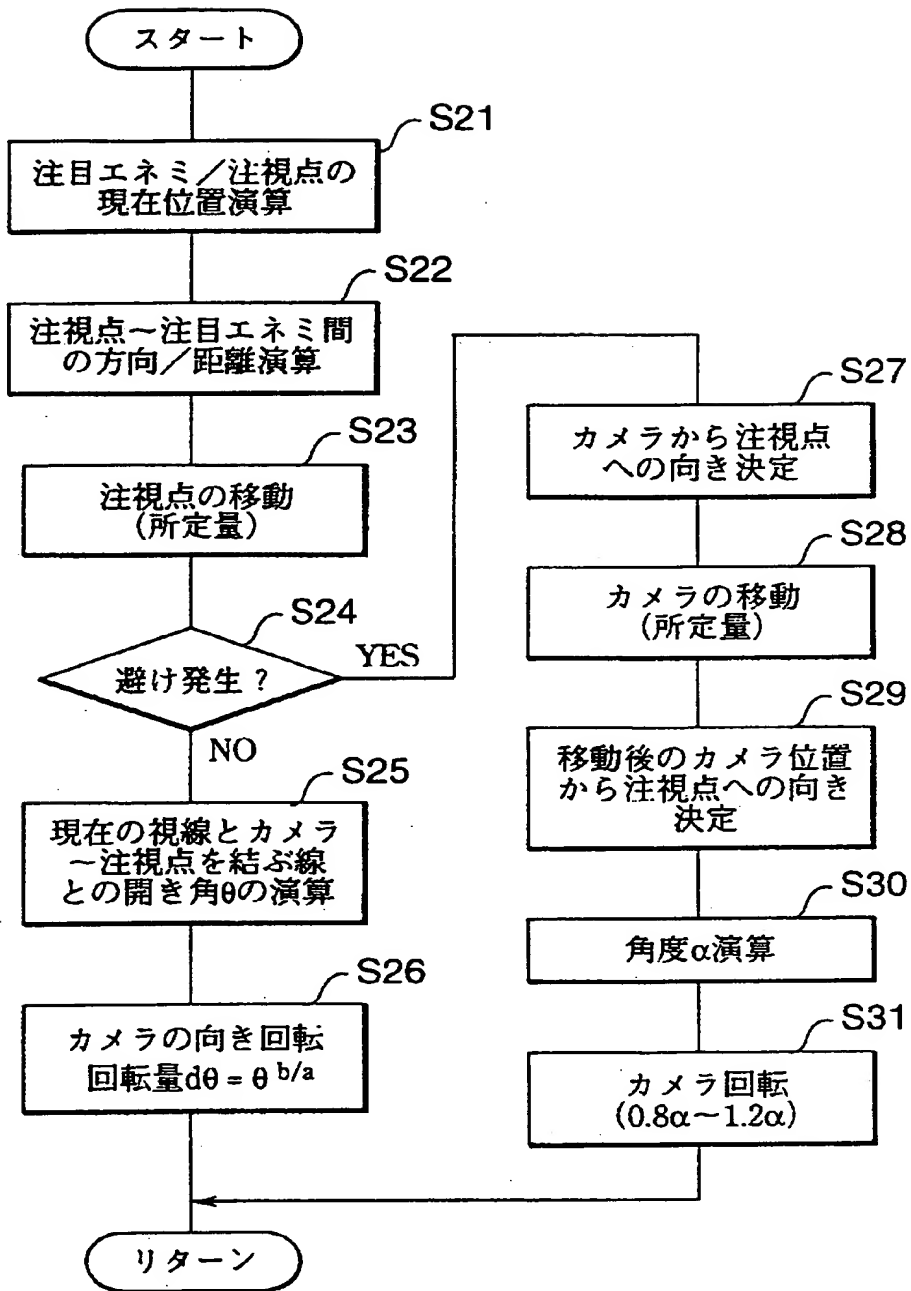 スタート
S21
注目エネミ／注視点の
現在位置演算
S22
注視点～注目エネミ間
の方向／距離演算
S23
注視点の移動
(所定量)
S24
避け発生？
YES
NO
S25
現在の視線とカメラ
～注視点を結ぶ線
との開き角θの演算
S26
カメラの向き回転
回転量dθ = θ b/a
S27
カメラから注視点
への向き決定
S28
カメラの移動
(所定量)
S29
移動後のカメラ位置
から注視点への向き
決定
S30
角度α演算
S31
カメラ回転
(0.8α～1.2α)
リターン